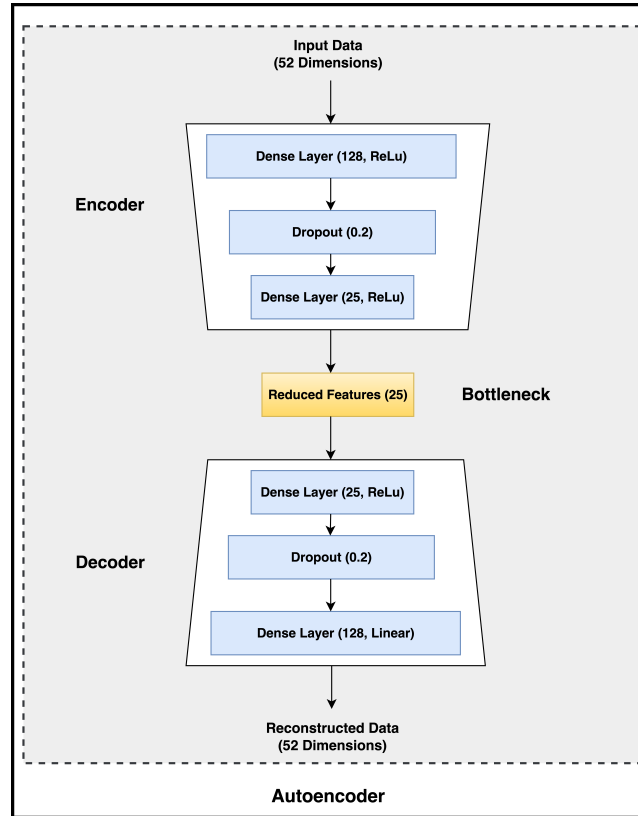 Input Data
(52 Dimensions)
Dense Layer (128, ReLu)
Encoder
Dropout (0.2)
Dense Layer (25, ReLu)
Reduced Features (25)
Bottleneck
Dense Layer (25, ReLu)
Dropout (0.2)
Decoder
Dense Layer (128, Linear)
Reconstructed Data
(52 Dimensions)
Autoencoder